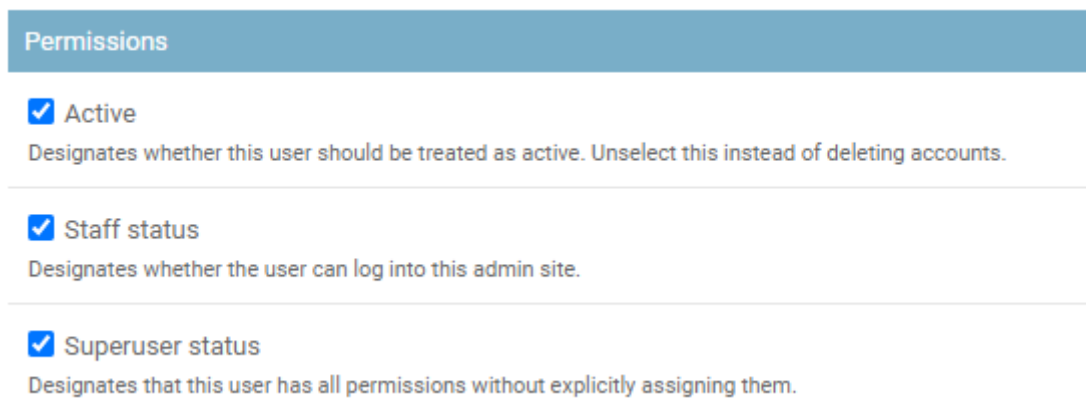 Permissions
Active
Designates whether this user should be treated as active. Unselect this instead of deleting accounts.
Staff status
Designates whether the user can log into this admin site.
Superuser status
Designates that this user has all permissions without explicitly assigning them.